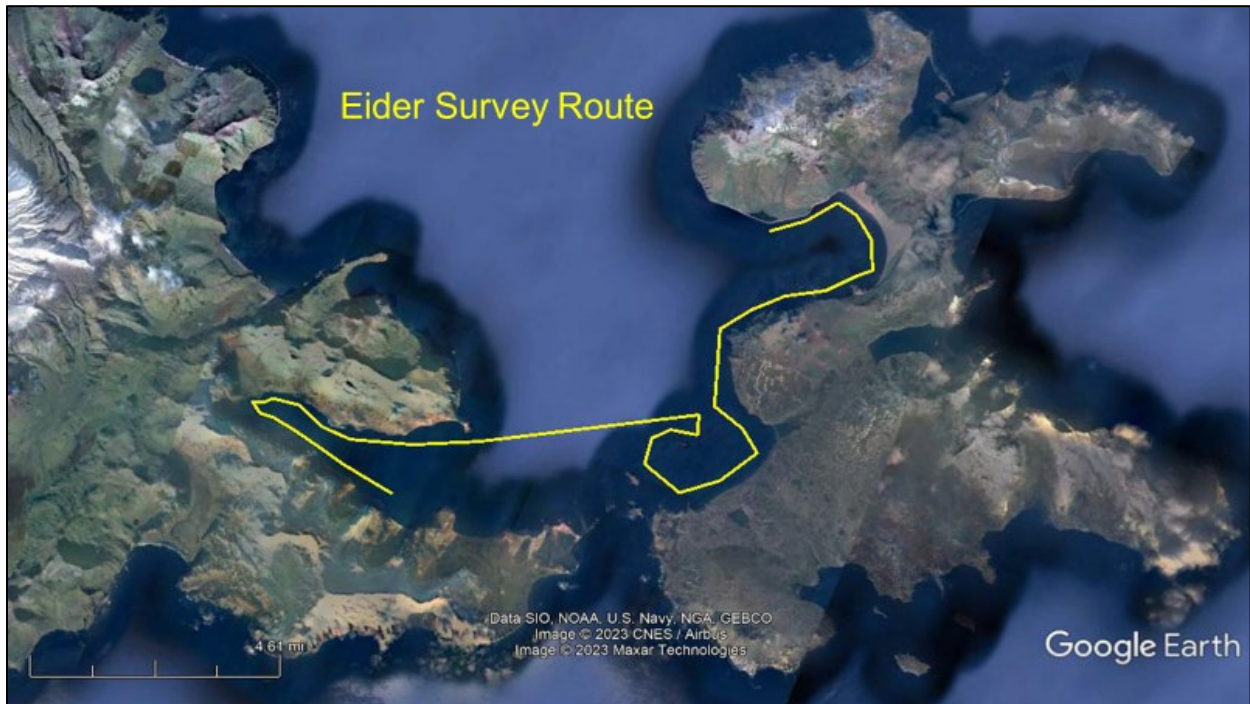 Eider Survey Route
Data SIO, NOAA, U.S. Navy, NGA, GEBCO
Image © 2023 CNES / Airbus
Image © 2023 Maxar Technologies
4.61 mi
Google Earth